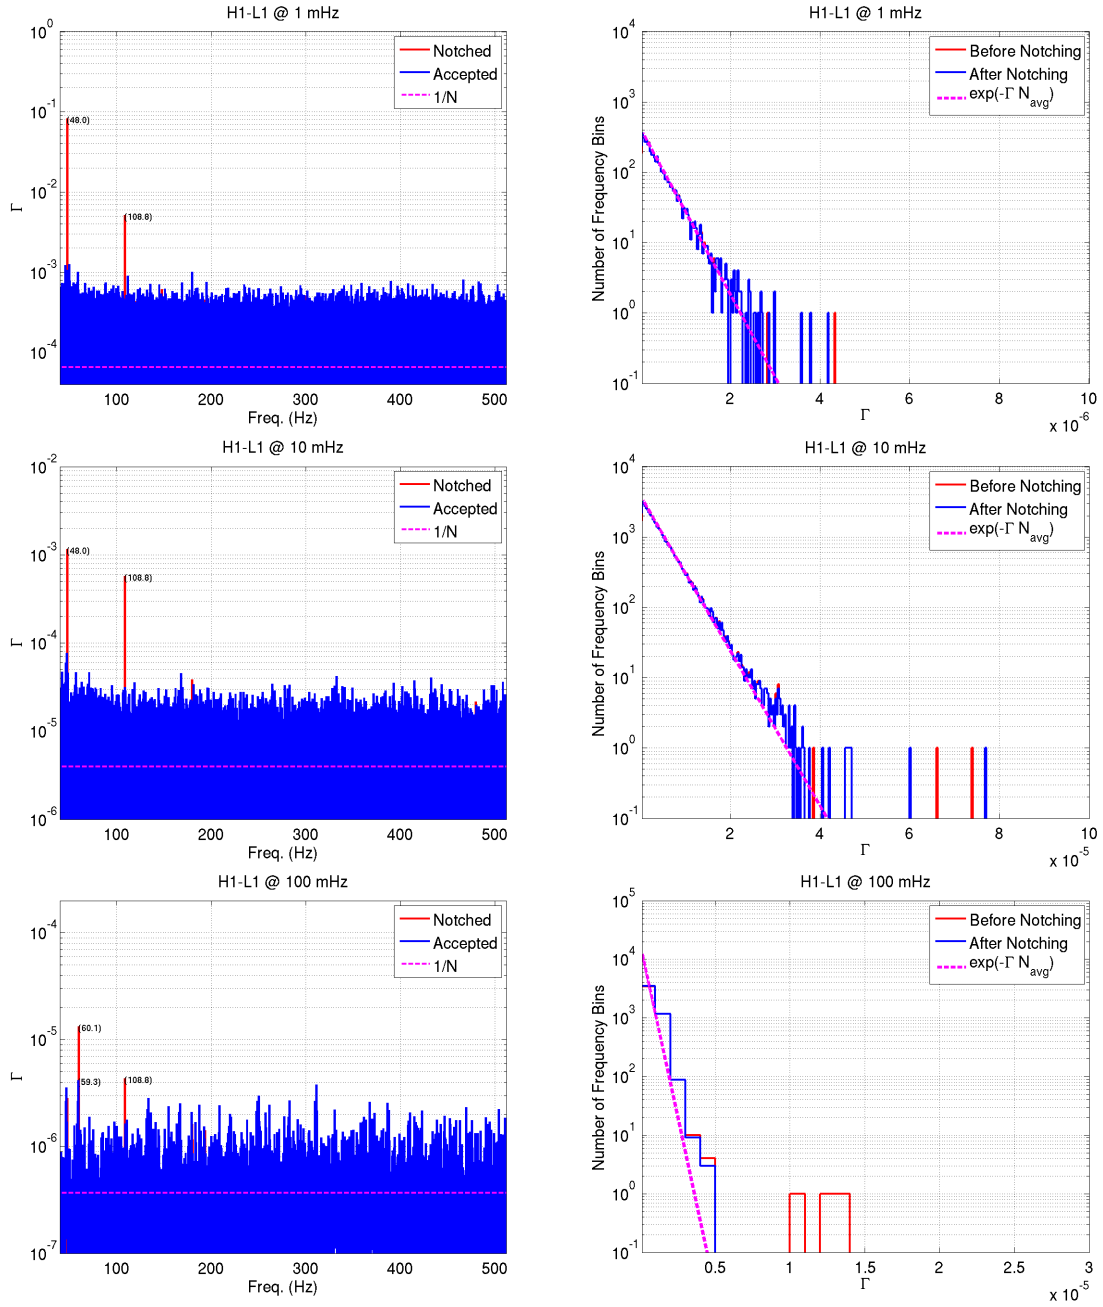 H1-L1 @ 1 mHz
10^0
10^-1
10^-2
10^-3
10^-4
Γ
(48.0)
(108.8)
Notched
Accepted
1/N
100 200 300 400 500
Freq. (Hz)
H1-L1 @ 1 mHz
10^4
10^3
10^2
10^1
10^0
10^-1
Number of Frequency Bins
Before Notching
After Notching
exp(-Γ N_avg)
2 4 6 8 10
Γ
x 10^-6
H1-L1 @ 10 mHz
10^-2
10^-3
10^-4
10^-5
10^-6
Γ
(48.0)
(108.8)
Notched
Accepted
1/N
100 200 300 400 500
Freq. (Hz)
H1-L1 @ 10 mHz
10^4
10^3
10^2
10^1
10^0
10^-1
Number of Frequency Bins
Before Notching
After Notching
exp(-Γ N_avg)
2 4 6 8 10
Γ
x 10^-5
H1-L1 @ 100 mHz
10^-4
10^-5
10^-6
10^-7
Γ
(60.1)
(59.3)
(108.8)
Notched
Accepted
1/N
100 200 300 400 500
Freq. (Hz)
H1-L1 @ 100 mHz
10^5
10^4
10^3
10^2
10^1
10^0
10^-1
Number of Frequency Bins
Before Notching
After Notching
exp(-Γ N_avg)
0.5 1 1.5 2 2.5 3
Γ
x 10^-5